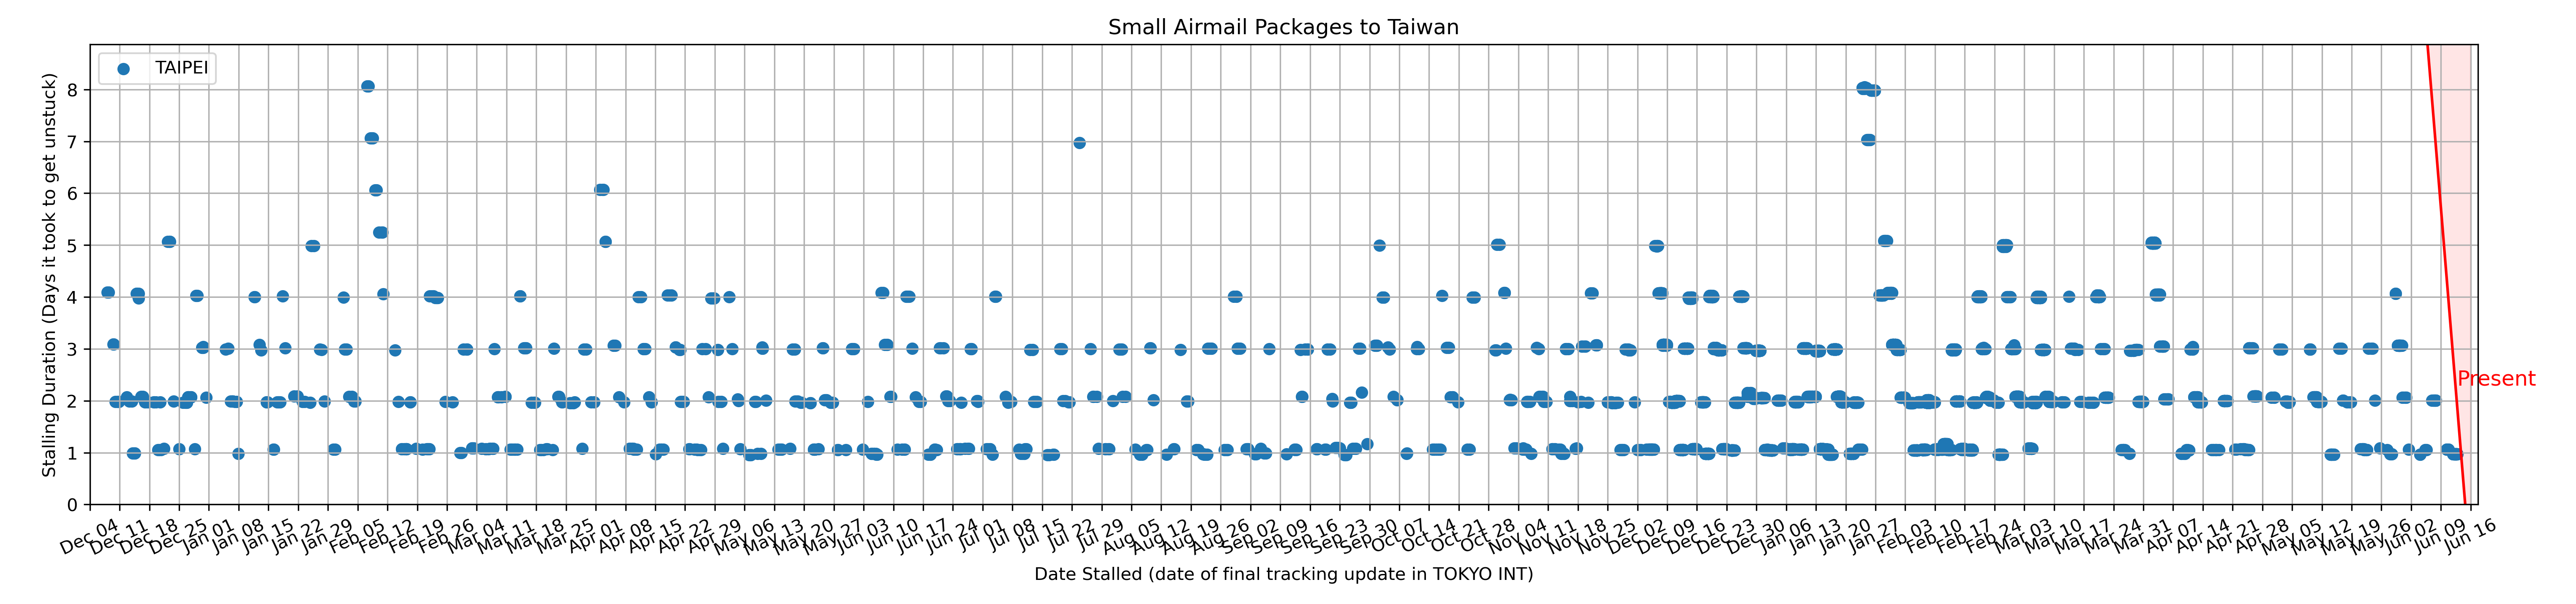 Small Airmail Packages to Taiwan
TAIPEI
Stalling Duration (Days it took to get unstuck)
8
7
6
5
4
3
2
1
0
Present
Dec 04 Dec 11 Dec 18 Dec 25 Jan 01 Jan 08 Jan 15 Jan 22 Jan 29 Feb 05 Feb 12 Feb 19 Feb 26 Mar 04 Mar 11 Mar 18 Mar 25 Apr 01 Apr 08 Apr 15 Apr 22 Apr 29 May 06 May 13 May 20 May 27 Jun 03 Jun 10 Jun 17 Jun 24 Jul 01 Jul 08 Jul 15 Jul 22 Jul 29 Aug 05 Aug 12 Aug 19 Aug 26 Sep 02 Sep 09 Sep 16 Sep 23 Sep 30 Oct 07 Oct 14 Oct 21 Oct 28 Nov 04 Nov 11 Nov 18 Nov 25 Dec 02 Dec 09 Dec 16 Dec 23 Dec 30 Jan 06 Jan 13 Jan 20 Jan 27 Feb 03 Feb 10 Feb 17 Feb 24 Mar 03 Mar 10 Mar 17 Mar 24 Mar 31 Apr 07 Apr 14 Apr 21 Apr 28 May 05 May 12 May 19 May 26 Jun 02 Jun 09 Jun 16
Date Stalled (date of final tracking update in TOKYO INT)